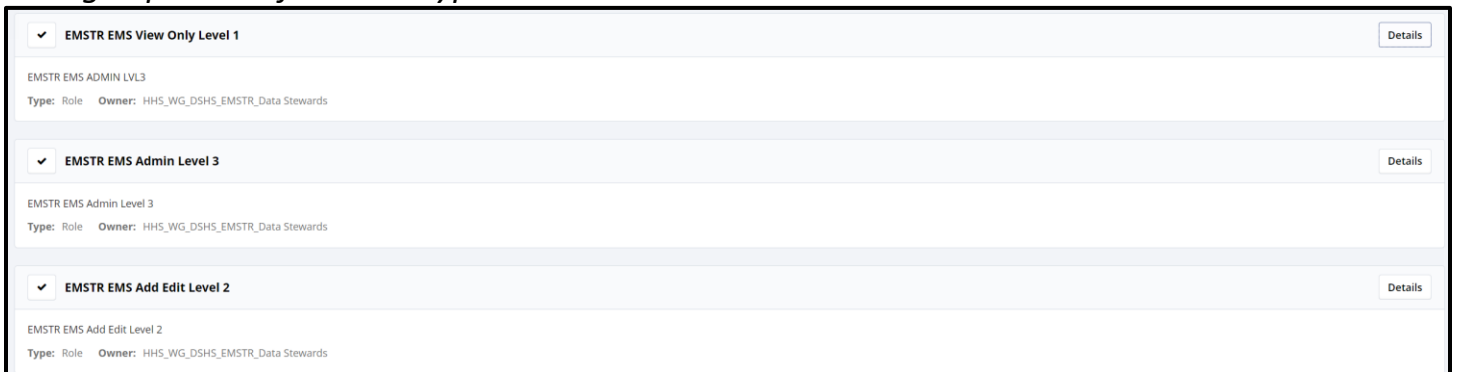 EMSTR EMS View Only Level 1
Details
EMSTR EMS ADMIN LVL3
Type: Role Owner: HHS_WG_DSHS_EMSTR_Data Stewards
EMSTR EMS Admin Level 3
Details
EMSTR EMS Admin Level 3
Type: Role Owner: HHS_WG_DSHS_EMSTR_Data Stewards
EMSTR EMS Add Edit Level 2
Details
EMSTR EMS Add Edit Level 2
Type: Role Owner: HHS_WG_DSHS_EMSTR_Data Stewards